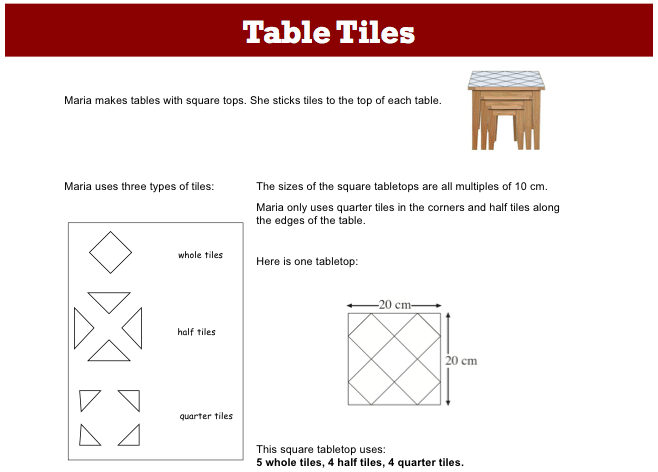 Table Tiles
Maria makes tables with square tops. She sticks tiles to the top of each table.
Maria uses three types of tiles:
whole tiles
half tiles
quarter tiles
The sizes of the square tabletops are all multiples of 10 cm.
Maria only uses quarter tiles in the corners and half tiles along
the edges of the table.
Here is one tabletop:
20 cm
20 cm
This square tabletop uses:
5 whole tiles, 4 half tiles, 4 quarter tiles.